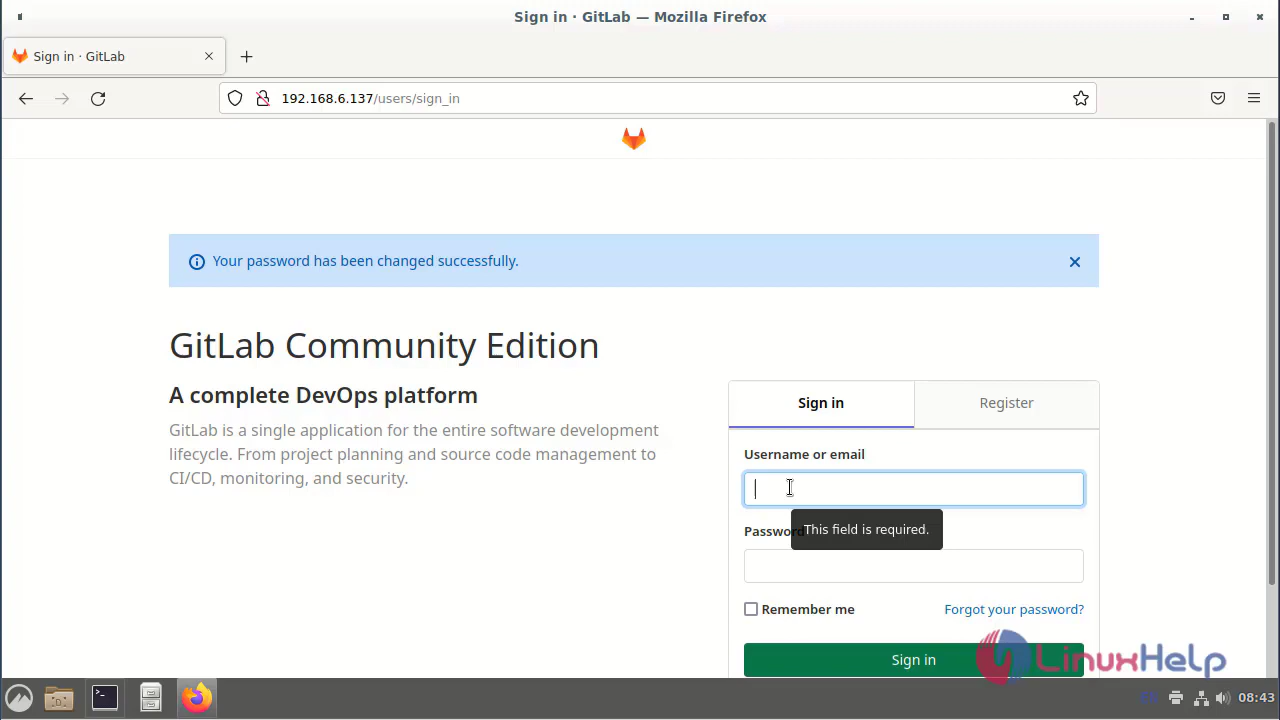 Sign in · GitLab — Mozilla Firefox
Sign in · GitLab
192.168.6.137/users/sign_in
Your password has been changed successfully.
GitLab Community Edition
A complete DevOps platform
GitLab is a single application for the entire software development
lifecycle. From project planning and source code management to
CI/CD, monitoring, and security.
Sign in
Register
Username or email
This field is required.
Password
Remember me
Forgot your password?
Sign in
LinuxHelp
EN
08:43